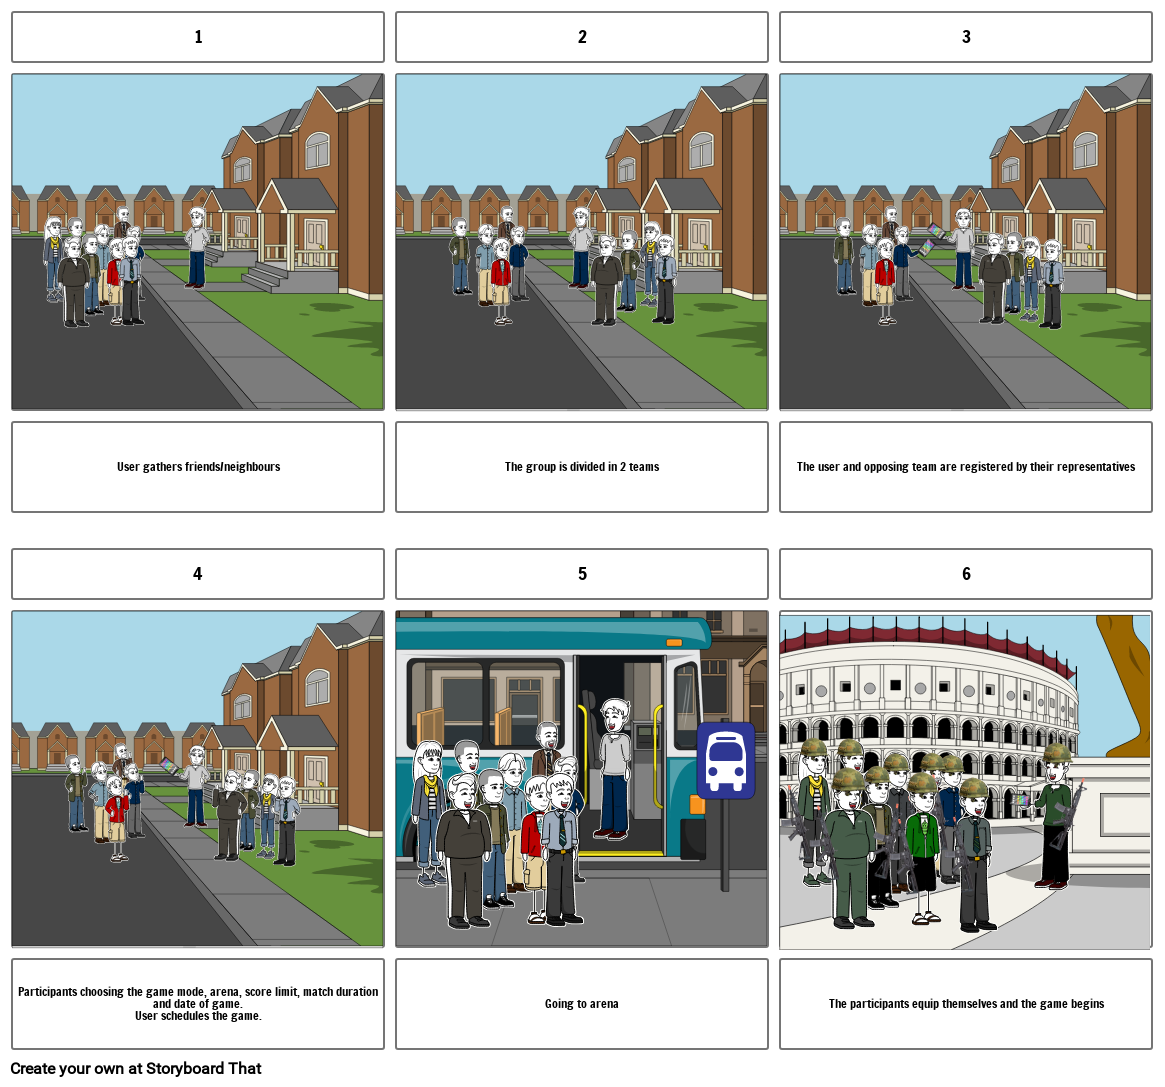 1
2
3
User gathers friends/neighbours
The group is divided in 2 teams
The user and opposing team are registered by their representatives
4
5
6
Participants choosing the game mode, arena, score limit, match duration
and date of game.
User schedules the game.
Going to arena
The participants equip themselves and the game begins
Create your own at Storyboard That